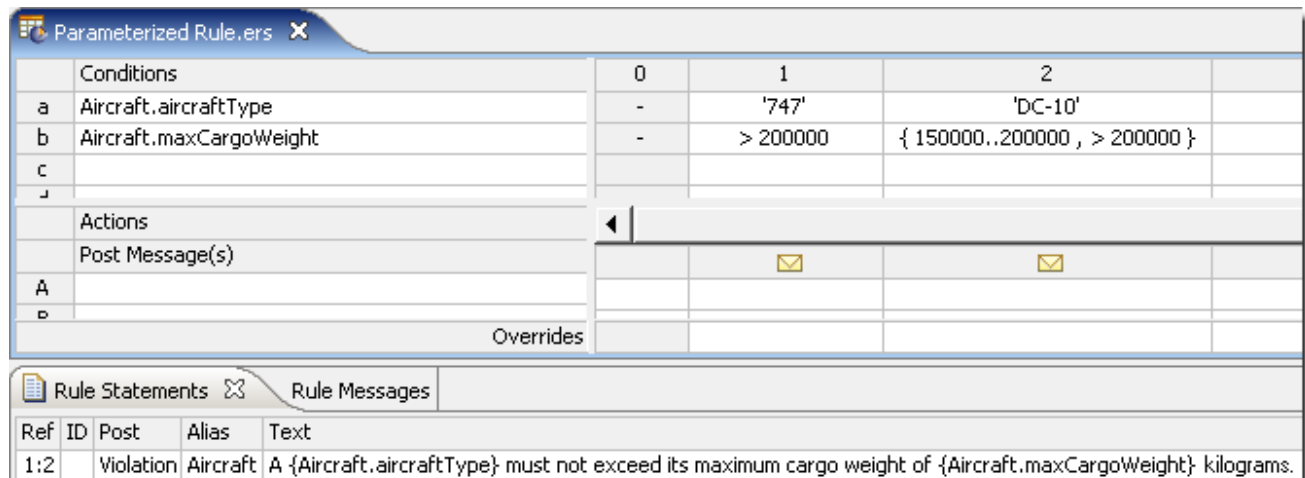 Parameterized Rule.ers
Conditions 0 1 2
a Aircraft.aircraftType - '747' 'DC-10'
b Aircraft.maxCargoWeight - > 200000 { 150000..200000 , > 200000 }
c
Actions
Post Message(s)
A
Overrides
Rule Statements Rule Messages
Ref ID Post Alias Text
1:2 Violation Aircraft A {Aircraft.aircraftType} must not exceed its maximum cargo weight of {Aircraft.maxCargoWeight} kilograms.